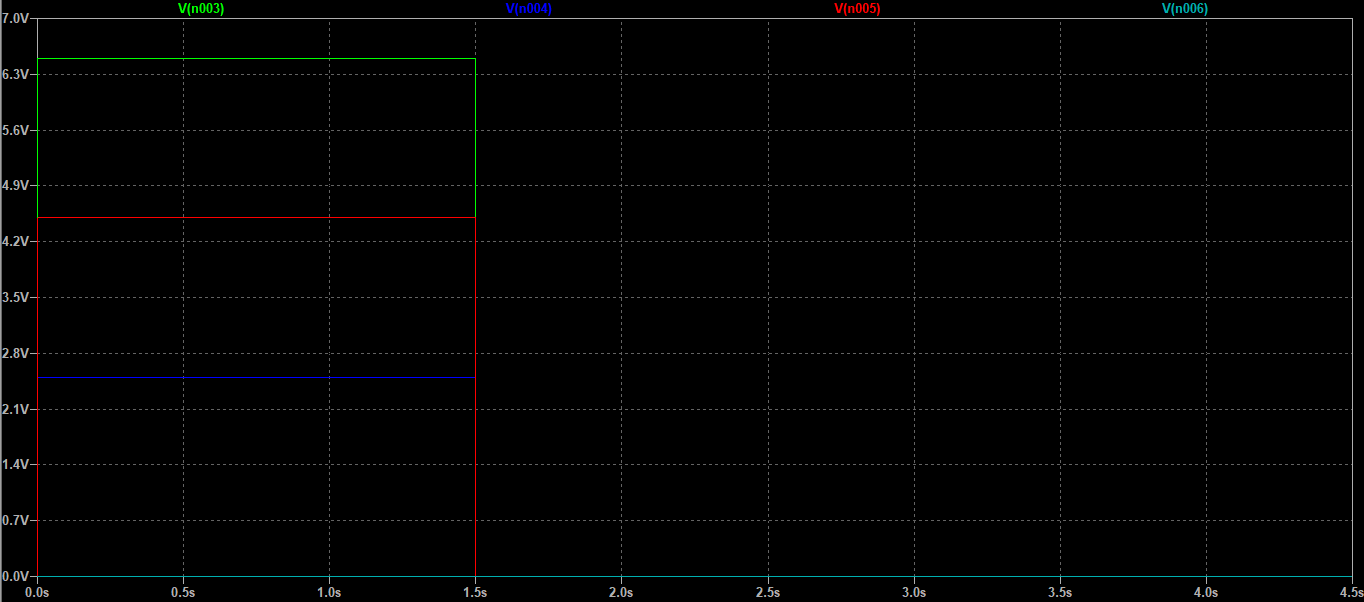 V(n003) V(n004) V(n005) V(n006)
7.0V
6.3V
5.6V
4.9V
4.2V
3.5V
2.8V
2.1V
1.4V
0.7V
0.0V
0.0s 0.5s 1.0s 1.5s 2.0s 2.5s 3.0s 3.5s 4.0s 4.5s